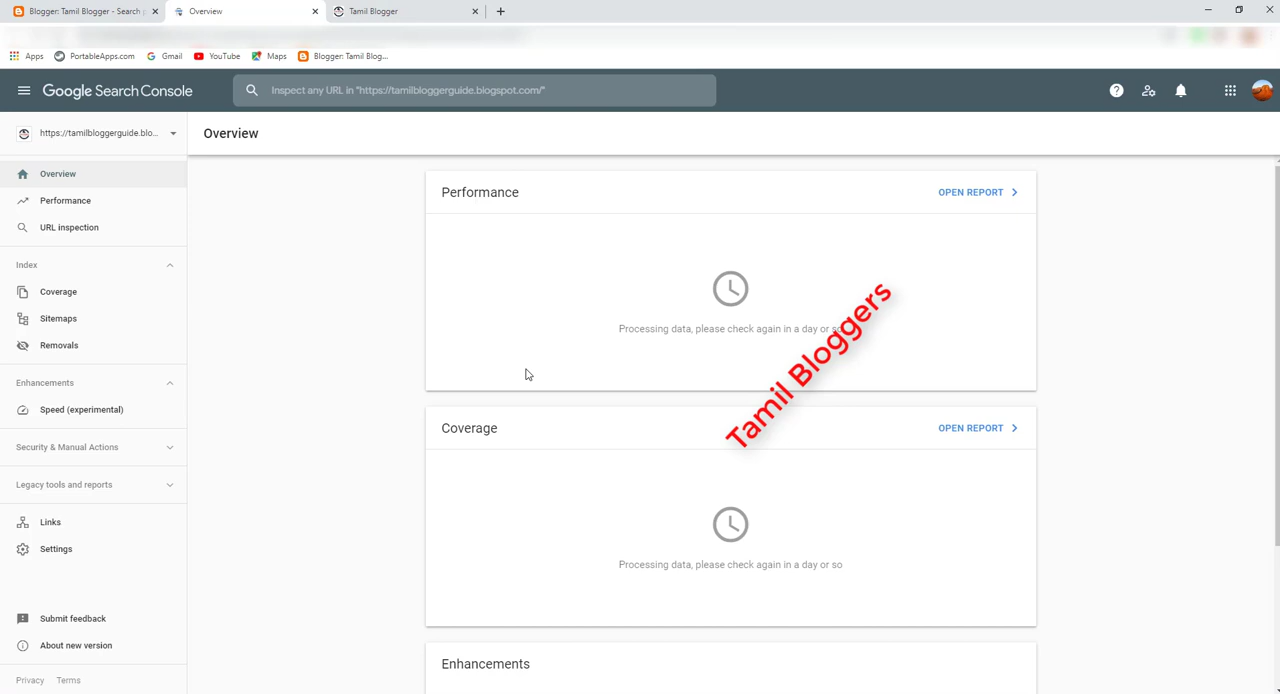 Blogger: Tamil Blogger - Search
Overview
Tamil Blogger
Apps
PortableApps.com
Gmail
YouTube
Maps
Blogger: Tamil Blog...
Google Search Console
Inspect any URL in "https://tamilbloggerguide.blogspot.com/"
https://tamilbloggerguide.blo...
Overview
Overview
Performance
URL inspection
Index
Coverage
Sitemaps
Removals
Enhancements
Speed (experimental)
Security & Manual Actions
Legacy tools and reports
Links
Settings
Submit feedback
About new version
Privacy Terms
Performance
OPEN REPORT
Processing data, please check again in a day or so
Tamil Bloggers
Coverage
OPEN REPORT
Processing data, please check again in a day or so
Enhancements